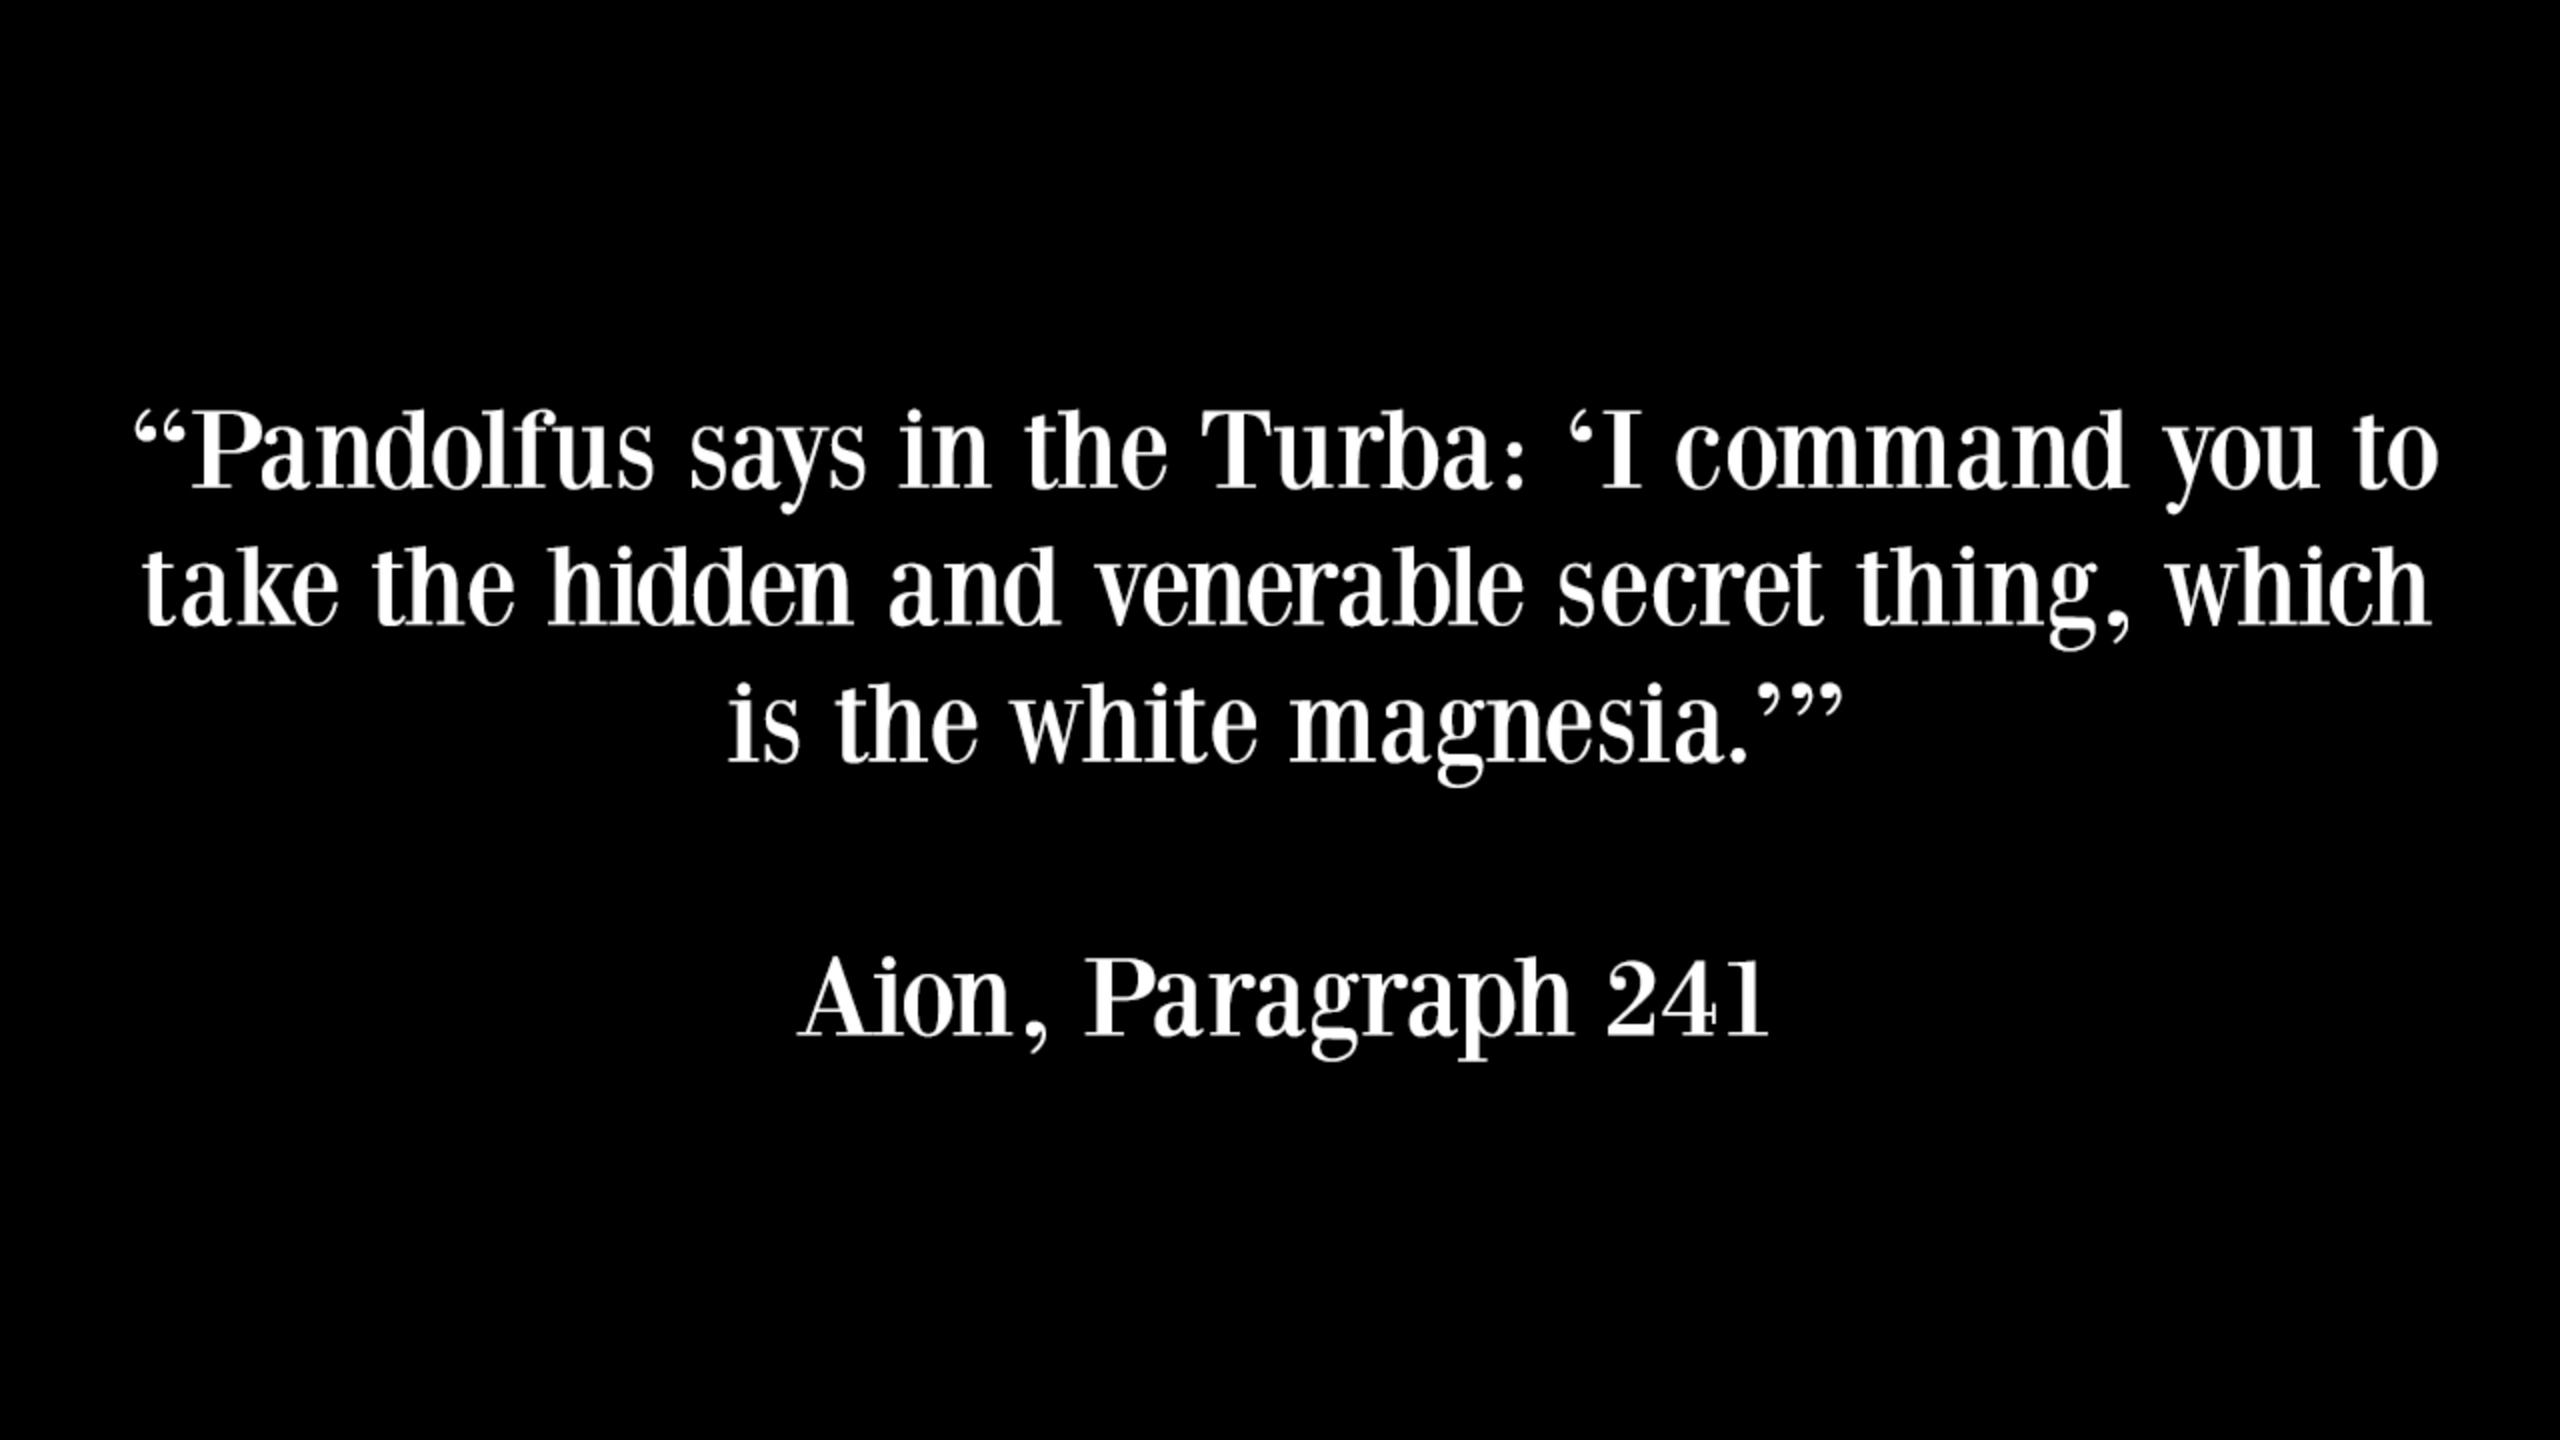 “Pandolfus says in the Turba: ‘I command you to
take the hidden and venerable secret thing, which
is the white magnesia.’”
Aion, Paragraph 241